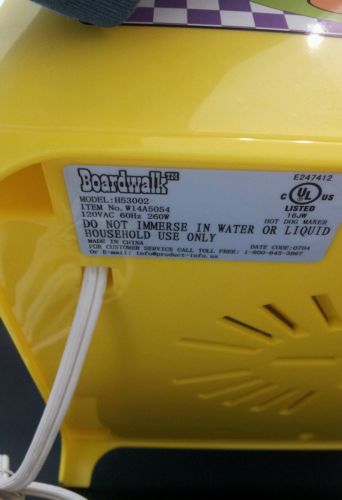 Boardwalk
E247412
MODEL:H53002
ITEM No. W14A5054
120VAC 60Hz 260W
C UL US
LISTED
16JW
HOT DOG MAKER
DO NOT IMMERSE IN WATER OR LIQUID
HOUSEHOLD USE ONLY
MADE IN CHINA
DATE CODE:0704
FOR CUSTOMER SERVICE CALL TOLL FREE: 1-800-643-3867
Or E-mail: info@product-info.us